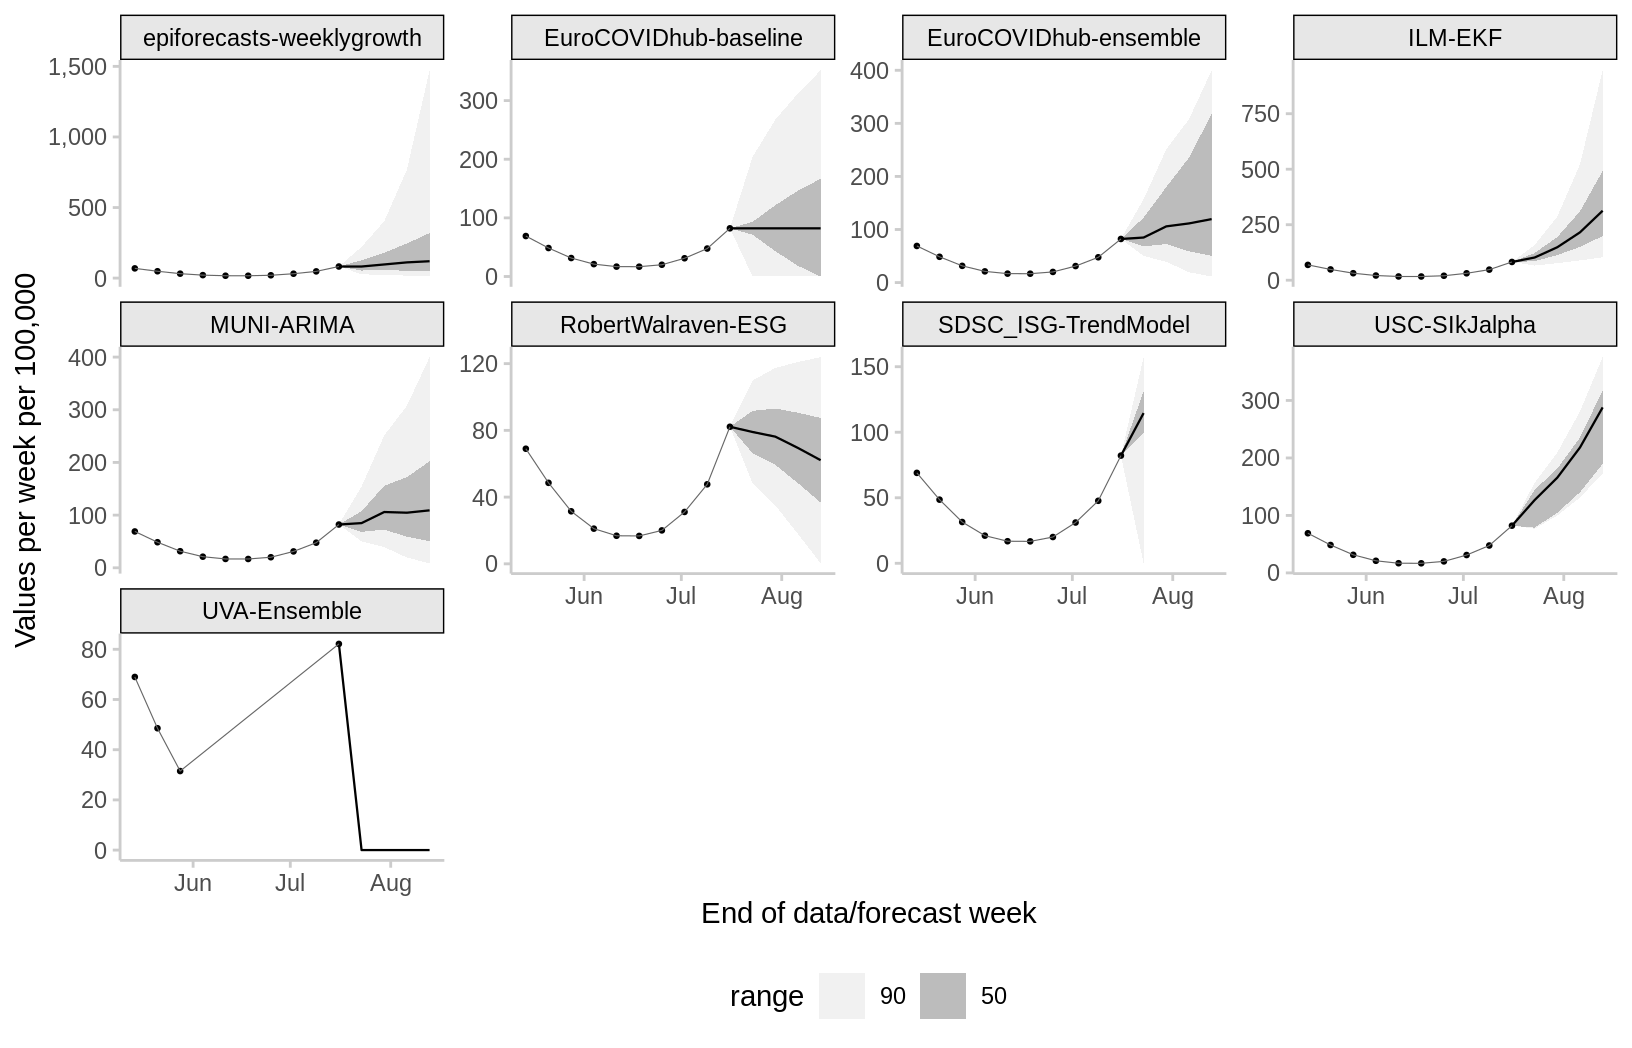 epiforecasts-weeklygrowth
EuroCOVIDhub-baseline
EuroCOVIDhub-ensemble
ILM-EKF
1,500
1,000
500
0
300
200
100
0
400
300
200
100
0
750
500
250
0
MUNI-ARIMA
RobertWalraven-ESG
SDSC_ISG-TrendModel
USC-SIkJalpha
400
300
200
100
0
120
80
40
0
Jun Jul Aug
150
100
50
0
Jun Jul Aug
300
200
100
0
Jun Jul Aug
UVA-Ensemble
80
60
40
20
0
Jun Jul Aug
Values per week per 100,000
End of data/forecast week
range 90 50